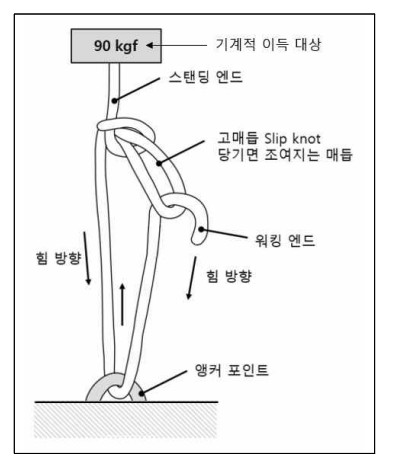 90 kgf
기계적 이득 대상
스탠딩 엔드
고매듭 Slip knot
당기면 조여지는 매듭
워킹 엔드
힘 방향
힘 방향
앵커 포인트